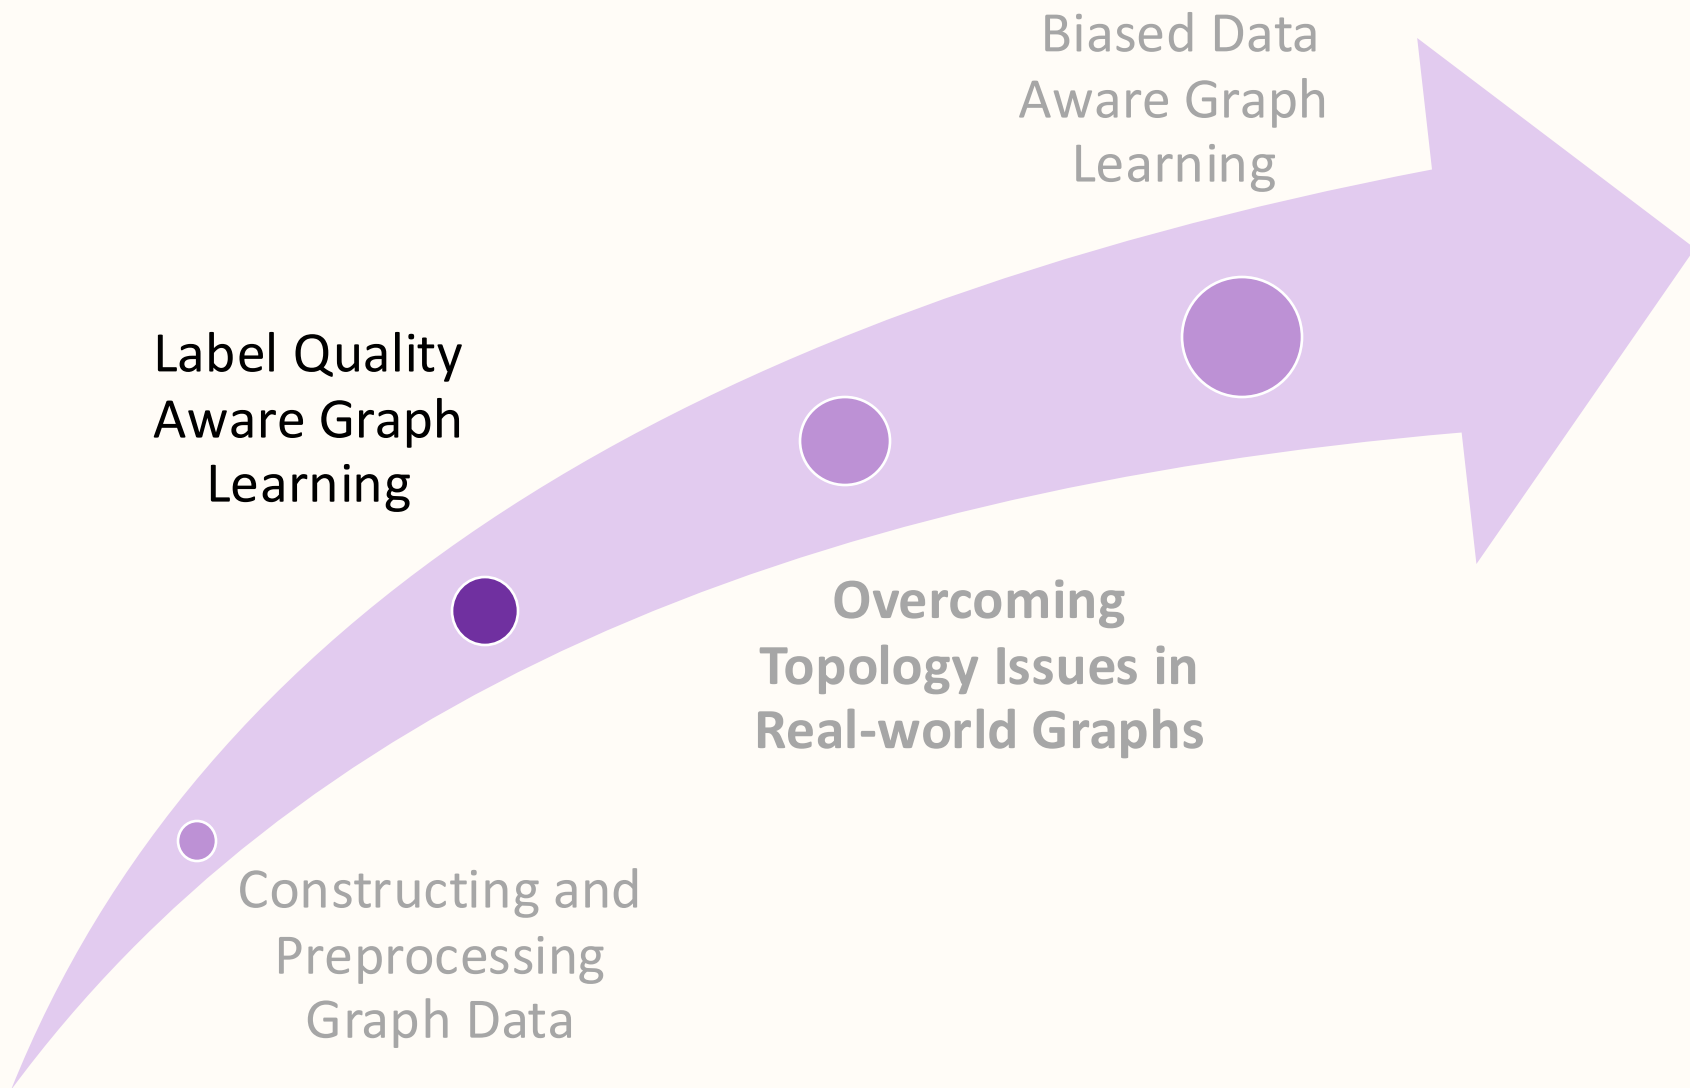 Biased Data
Aware Graph
Learning
Label Quality
Aware Graph
Learning
Overcoming
Topology Issues in
Real-world Graphs
Constructing and
Preprocessing
Graph Data